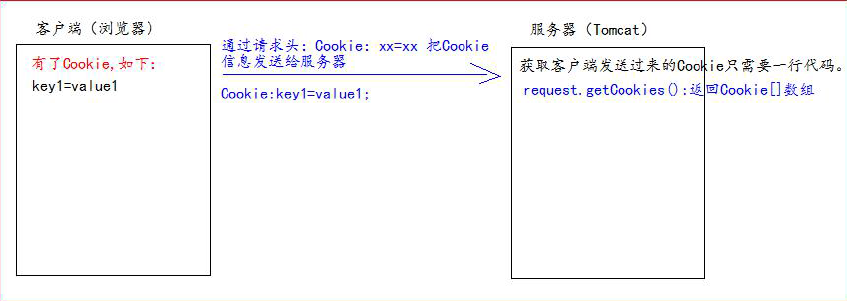 客户端（浏览器）
有了Cookie,如下：
key1=value1
通过请求头：Cookie：xx=xx 把Cookie
信息发送给服务器
Cookie:key1=value1;
服务器（Tomcat）
获取客户端发送过来的Cookie只需要一行代码。
request.getCookies():返回Cookie[]数组